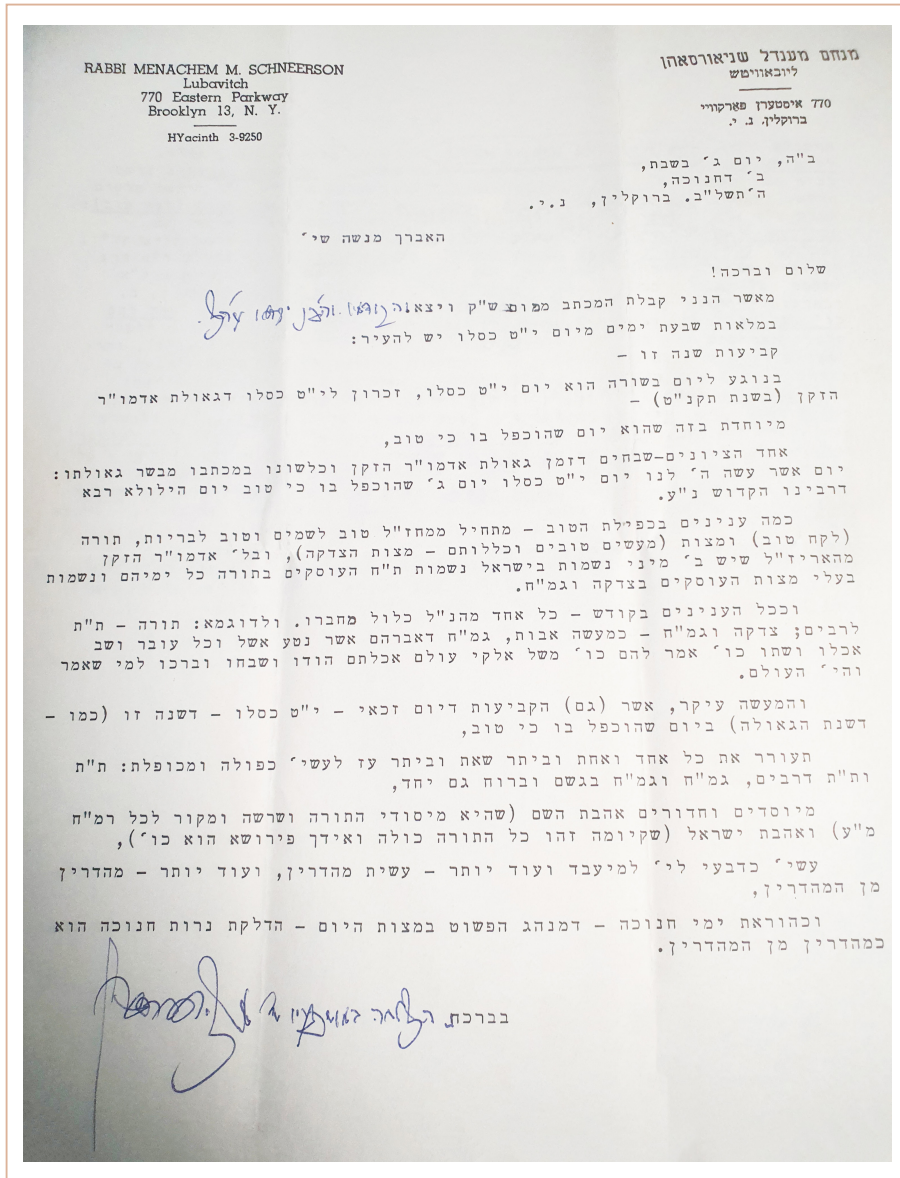 RABBI MENACHEM M. SCHNEERSON
Lubavitch
770 Eastern Parkway
Brooklyn 13, N. Y.
HYacinth 3-9250
מנחם מענדל שניאורסאהן
ליובאוויטש
770 איסטערן פארקוויי
ברוקלין. נ. י.
ב"ה, יום ג׳ בשבת,
ב׳ דחנוכה,
ה׳תשל"ב. ברוקלין, נ.י.
האברך מנשה שי׳
שלום וברכה!
מאשר הנני קבלת המכתב ממוצש"ק ויצא.
במלאות שבעת ימים מיום י"ט כסלו יש להעיר:
קביעות שנה זו -
בנוגע ליום בשורה הוא יום י"ט כסלו, זכרון לי"ט כסלו דגאולת אדמו"ר
הזקן (בשנת תקנ"ט) -
מיוחדת בזה שהוא יום שהוכפל בו כי טוב,
אחד הציונים-שבחים דזמן גאולת אדמו"ר הזקן וכלשונו במכתבו מבשר גאולתו:
יום אשר עשה ה׳ לנו יום י"ט כסלו יום ג׳ שהוכפל בו כי טוב יום הילולא רבא
דרבינו הקדוש נ"ע.
כמה ענינים בכפילת הטוב - מתחיל ממחז"ל טוב לשמים וטוב לבריות, תורה
(לקח טוב) ומצות (מעשים טובים וכללותם - מצות הצדקה), ובל׳ אדמו"ר הזקן
מהאריז"ל שיש ב׳ מיני נשמות בישראל נשמות ת"ח העוסקים בתורה כל ימיהם ונשמות
בעלי מצות העוסקים בצדקה וגמ"ח.
וככל הענינים בקודש - כל אחד מהנ"ל כלול מחברו. ולדוגמא: תורה - ת"ת
לרבים; צדקה וגמ"ח - כמעשה אבות, גמ"ח דאברהם אשר נטע אשל וכל עובר ושב
אכלו ושתו כו׳ אמר להם כו׳ משל אלקי עולם אכלתם הודו ושבחו וברכו למי שאמר
והי׳ העולם.
והמעשה עיקר, אשר (גם) הקביעות דיום זכאי - י"ט כסלו - דשנה זו (כמו -
דשנת הגאולה) ביום שהוכפל בו כי טוב,
תעורר את כל אחד ואחת וביתר שאת וביתר עז לעשי׳ כפולה ומכופלת: ת"ת
ות"ת דרבים, גמ"ח וגמ"ח בגשם וברוח גם יחד,
מיוסדים וחדורים אהבת השם (שהיא מיסודי התורה ושרשה ומקור לכל רמ"ח
מ"ע) ואהבת ישראל (שקיומה זהו כל התורה כולה ואידך פירושא הוא כו׳),
עשי׳ כדבעי לי׳ למיעבד ועוד יותר - עשית מהדרין, ועוד יותר - מהדרין
מן המהדרין,
וכהוראת ימי חנוכה - דמנהג הפשוט במצות היום - הדלקת נרות חנוכה הוא
כמהדרין מן המהדרין.
בברכת